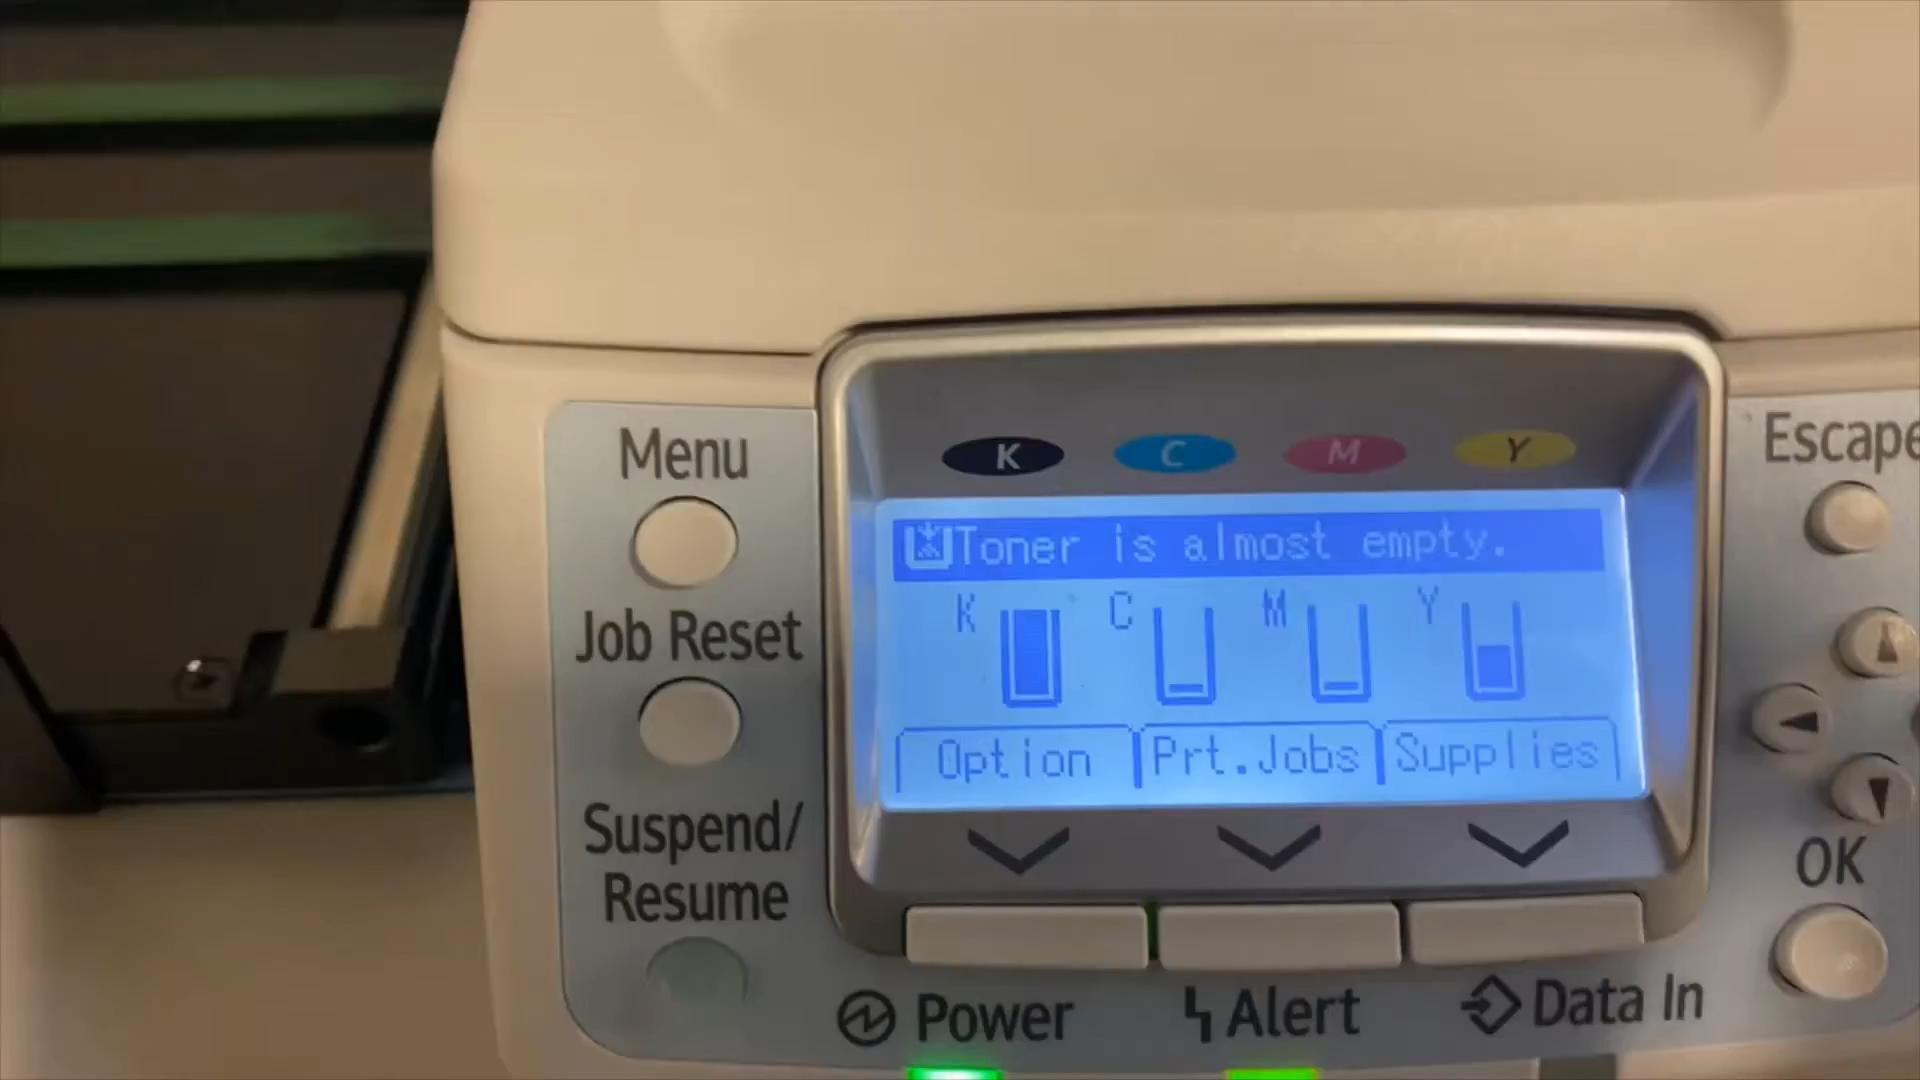 Menu
Job Reset
Suspend/
Resume
K C M Y
Toner is almost empty.
K C M Y
Option Prt.Jobs Supplies
Power Alert Data In
Escape
OK